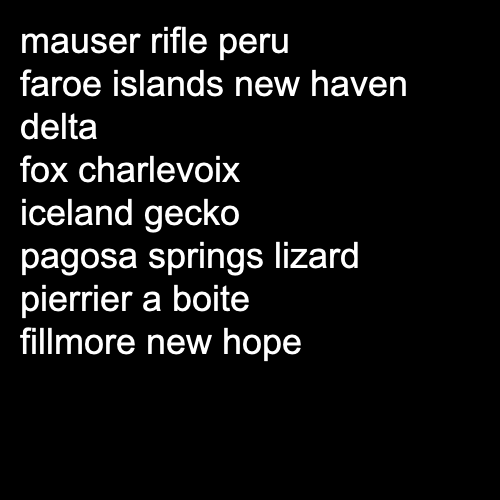 mauser rifle peru
faroe islands new haven
delta
fox charlevoix
iceland gecko
pagosa springs lizard
pierrier a boite
fillmore new hope